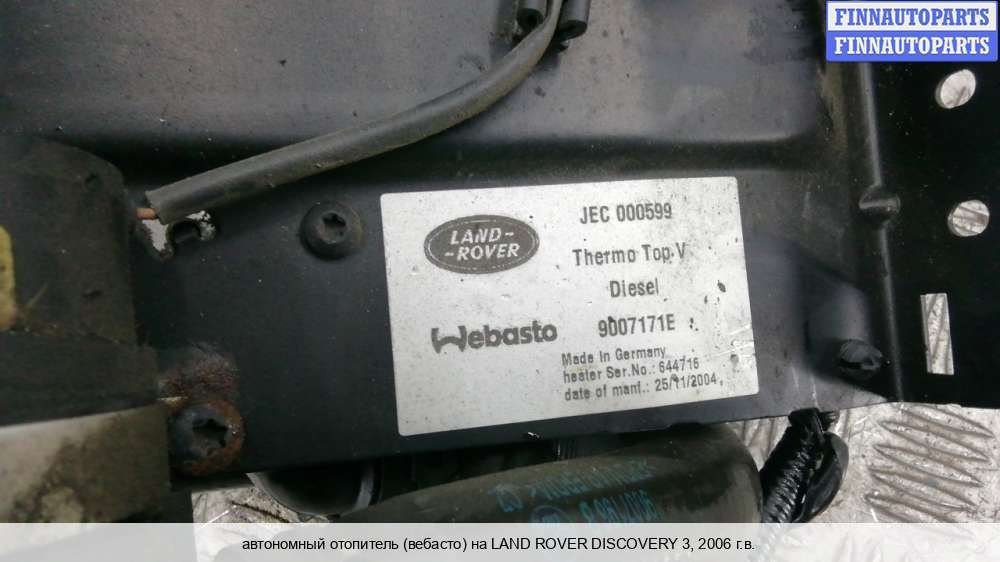 FINNAUTOPARTS
FINNAUTOPARTS
LAND-
-ROVER
JEC 000599
Thermo Top V
Diesel
Webasto
9007171E
Made in Germany
heater Ser.No.: 644716
date of manf.: 25/11/2004
автономный отопитель (вебасто) на LAND ROVER DISCOVERY 3, 2006 г.в.